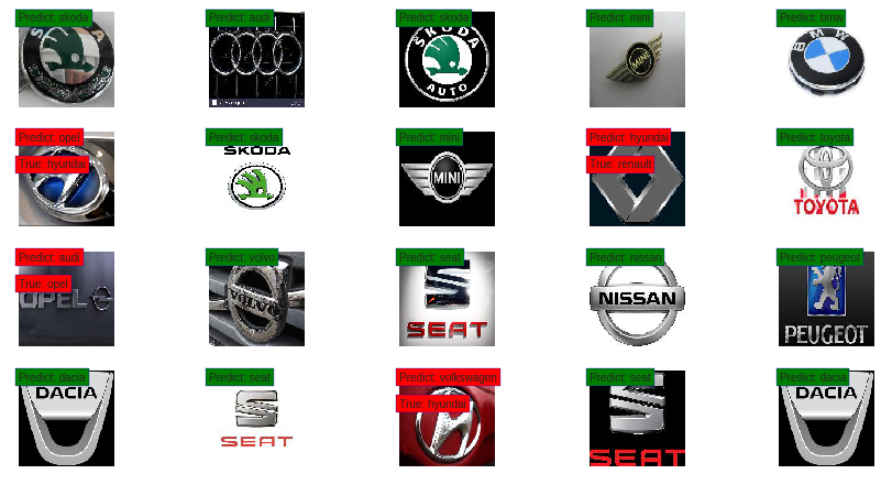 Predict: skoda
Predict: audi
Predict: skoda
Predict: mini
Predict: bmw
S A
SKODA
AUTO
MINI
BMW
Predict: opel
True: hyundai
Predict: skoda
Predict: mini
Predict: hyundai
True: renault
Predict: toyota
ŠKODA
MINI
TOYOTA
Predict: audi
True: opel
Predict: volvo
Predict: seat
Predict: nissan
Predict: peugeot
OPEL
VOLVO
SEAT
NISSAN
PEUGEOT
Predict: dacia
Predict: seat
Predict: volkswagen
True: hyundai
Predict: seat
Predict: dacia
DACIA
SEAT
SEAT
DACIA